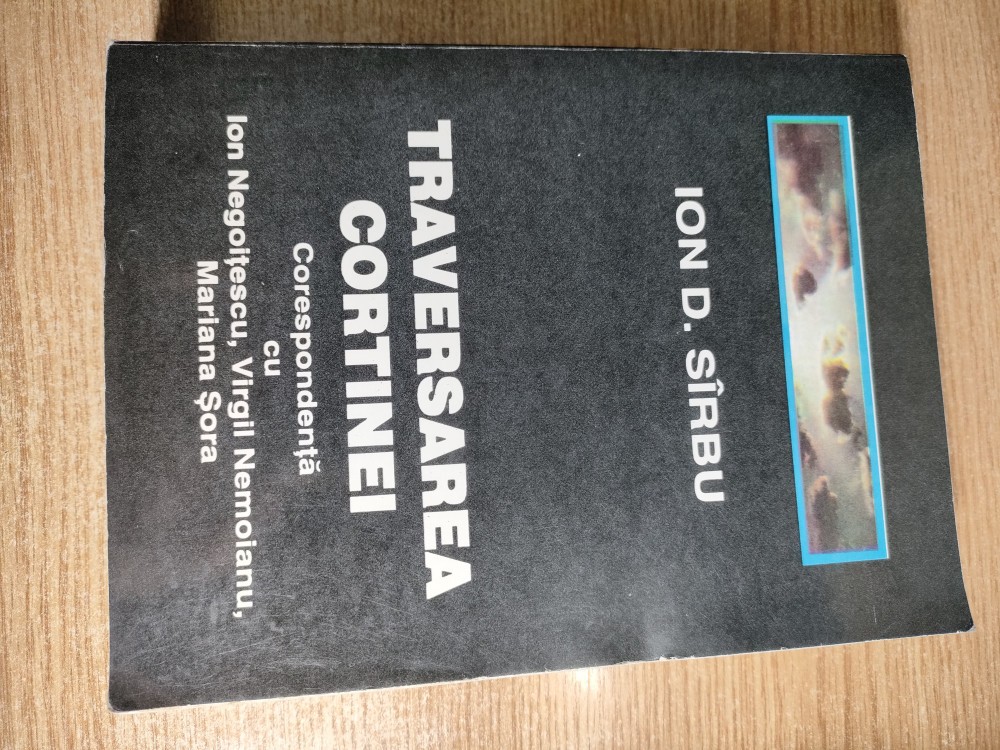 ION D. SÎRBU
TRAVERSAREA
CORTINEI
Corespondență
cu
Ion Negoițescu, Virgil Nemoianu,
Mariana Șora